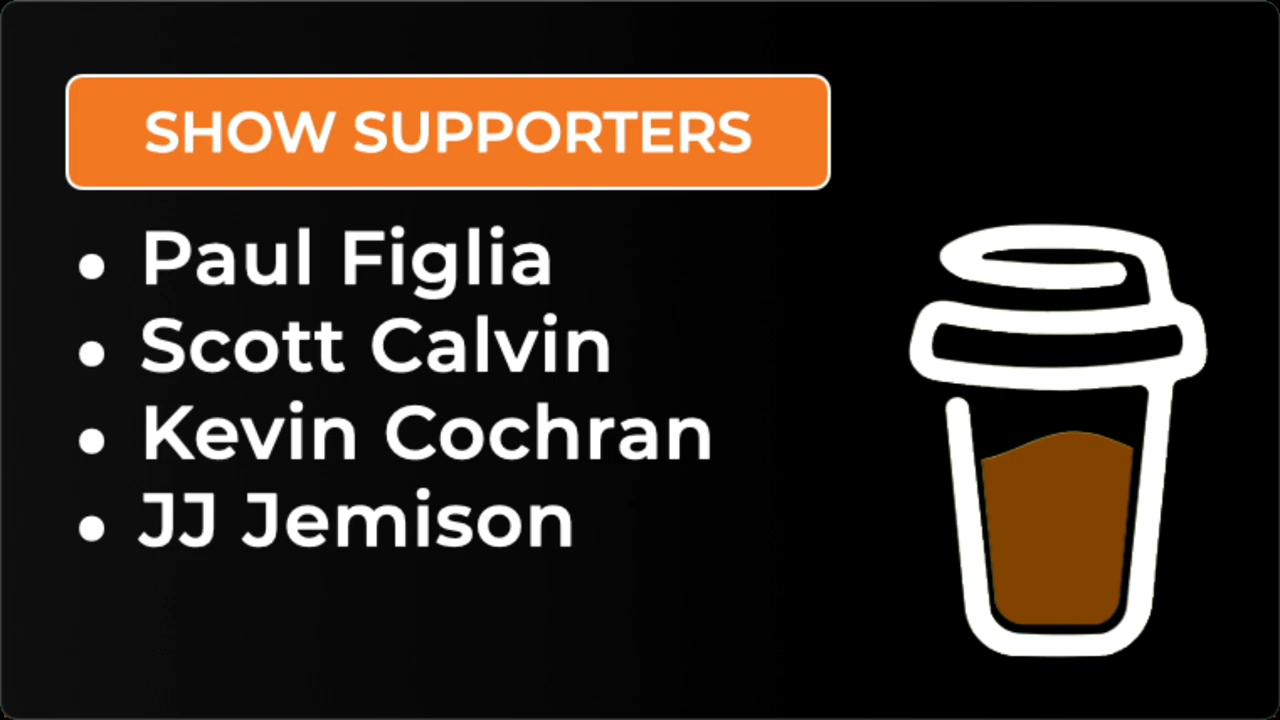 SHOW SUPPORTERS
• Paul Figlia
• Scott Calvin
• Kevin Cochran
• JJ Jemison